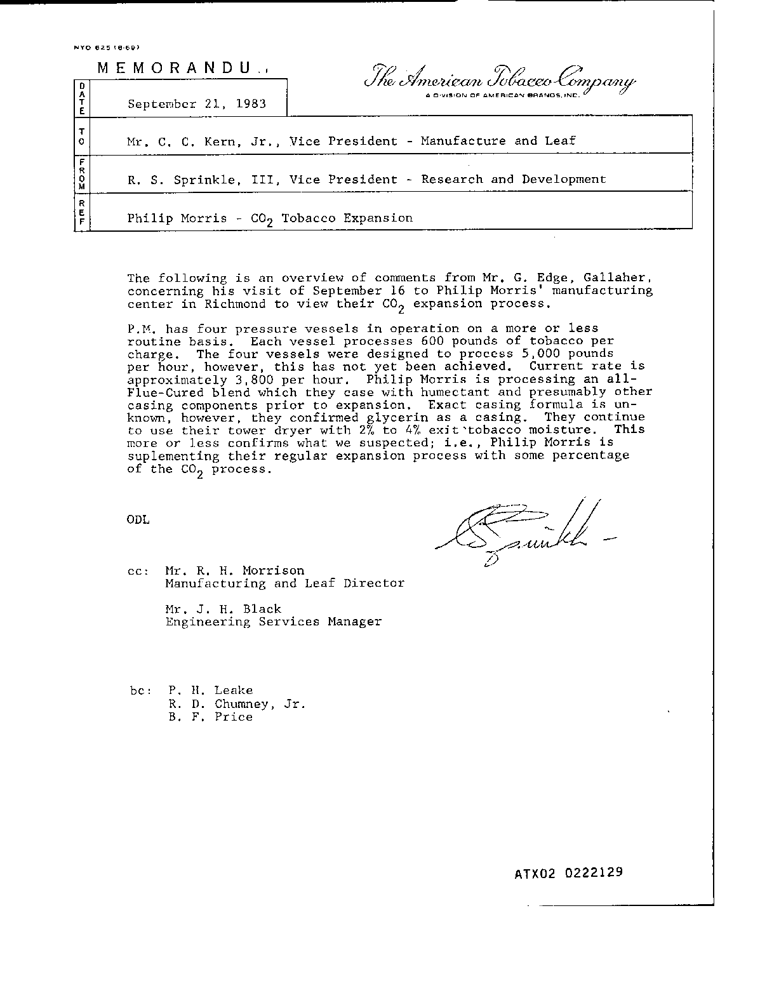 NYO 825 (8-69)
MEMORANDU
The American Tobacco Company
A DIVISION OF AMERICAN BRANDS, INC.
DATE
September 21, 1983
TO
Mr. C. C. Kern, Jr., Vice President - Manufacture and Leaf
FROM
R. S. Sprinkle, III, Vice President - Research and Development
REF
Philip Morris - CO2 Tobacco Expansion
The following is an overview of comments from Mr. G. Edge, Gallaher,
concerning his visit of September 16 to Philip Morris' manufacturing
center in Richmond to view their CO2 expansion process.
P.M. has four pressure vessels in operation on a more or less
routine basis. Each vessel processes 600 pounds of tobacco per
charge. The four vessels were designed to process 5,000 pounds
per hour, however, this has not yet been achieved. Current rate is
approximately 3,800 per hour. Philip Morris is processing an all-
Flue-Cured blend which they case with humectant and presumably other
casing components prior to expansion. Exact casing formula is un-
known, however, they confirmed glycerin as a casing. They continue
to use their tower dryer with 2% to 4% exit tobacco moisture. This
more or less confirms what we suspected; i.e., Philip Morris is
suplementing their regular expansion process with some percentage
of the CO2 process.
ODL
cc: Mr. R. H. Morrison
Manufacturing and Leaf Director
Mr. J. H. Black
Engineering Services Manager
bc: P. H. Leake
R. D. Chumney, Jr.
B. F. Price
ATX02 0222129